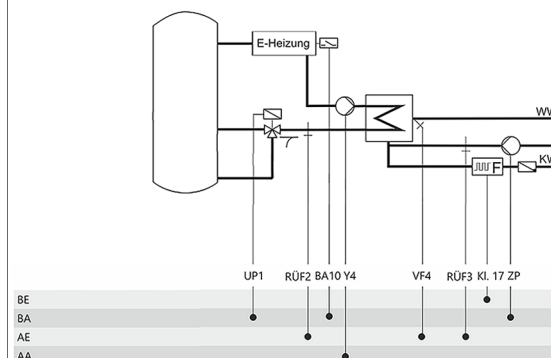 E-Heizung
WW
F
KW
UP1 RÜF2 BA10 Y4 VF4 RÜF3 Kl. 17 ZP
BE
BA
AE
AA